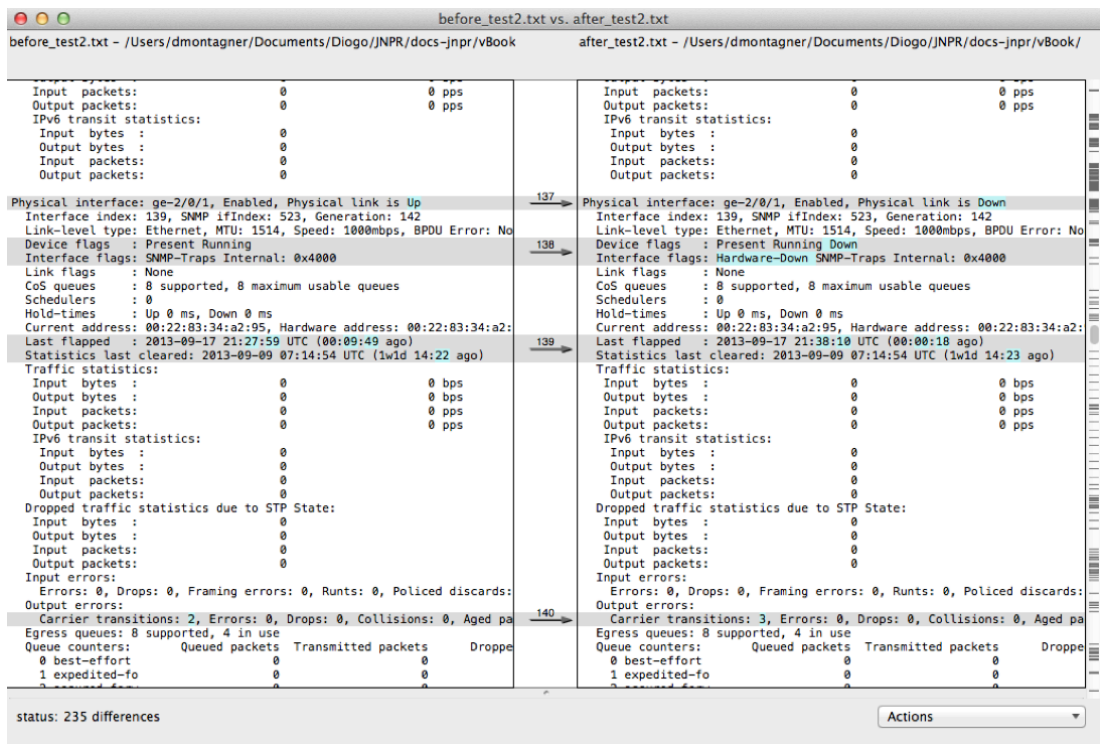 before_test2.txt vs. after_test2.txt
before_test2.txt – /Users/dmontagner/Documents/Diogo/JNPR/docs-jnpr/vBook
after_test2.txt – /Users/dmontagner/Documents/Diogo/JNPR/docs-jnpr/vBook/
Input  packets:                    0                    0 pps
Output packets:                    0                    0 pps
IPv6 transit statistics:
Input  bytes  :                    0
Output bytes  :                    0
Input  packets:                    0
Output packets:                    0
Physical interface: ge-2/0/1, Enabled, Physical link is Up
Interface index: 139, SNMP ifIndex: 523, Generation: 142
Link-level type: Ethernet, MTU: 1514, Speed: 1000mbps, BPDU Error: No
Device flags   : Present Running
Interface flags: SNMP-Traps Internal: 0x4000
Link flags     : None
CoS queues     : 8 supported, 8 maximum usable queues
Schedulers     : 0
Hold-times     : Up 0 ms, Down 0 ms
Current address: 00:22:83:34:a2:95, Hardware address: 00:22:83:34:a2:
Last flapped   : 2013-09-17 21:27:59 UTC (00:09:49 ago)
Statistics last cleared: 2013-09-09 07:14:54 UTC (1w1d 14:22 ago)
Traffic statistics:
Input  bytes  :                    0                    0 bps
Output bytes  :                    0                    0 bps
Input  packets:                    0                    0 pps
Output packets:                    0                    0 pps
IPv6 transit statistics:
Input  bytes  :                    0
Output bytes  :                    0
Input  packets:                    0
Output packets:                    0
Dropped traffic statistics due to STP State:
Input  bytes  :                    0
Output bytes  :                    0
Input  packets:                    0
Output packets:                    0
Input errors:
Errors: 0, Drops: 0, Framing errors: 0, Runts: 0, Policed discards:
Output errors:
Carrier transitions: 2, Errors: 0, Drops: 0, Collisions: 0, Aged pa
Egress queues: 8 supported, 4 in use
Queue counters:       Queued packets  Transmitted packets      Droppe
0 best-effort                    0                    0
1 expedited-fo                   0                    0
137
138
139
140
Input  packets:                    0                    0 pps
Output packets:                    0                    0 pps
IPv6 transit statistics:
Input  bytes  :                    0
Output bytes  :                    0
Input  packets:                    0
Output packets:                    0
Physical interface: ge-2/0/1, Enabled, Physical link is Down
Interface index: 139, SNMP ifIndex: 523, Generation: 142
Link-level type: Ethernet, MTU: 1514, Speed: 1000mbps, BPDU Error: No
Device flags   : Present Running Down
Interface flags: Hardware-Down SNMP-Traps Internal: 0x4000
Link flags     : None
CoS queues     : 8 supported, 8 maximum usable queues
Schedulers     : 0
Hold-times     : Up 0 ms, Down 0 ms
Current address: 00:22:83:34:a2:95, Hardware address: 00:22:83:34:a2:
Last flapped   : 2013-09-17 21:38:10 UTC (00:00:18 ago)
Statistics last cleared: 2013-09-09 07:14:54 UTC (1w1d 14:23 ago)
Traffic statistics:
Input  bytes  :                    0                    0 bps
Output bytes  :                    0                    0 bps
Input  packets:                    0                    0 pps
Output packets:                    0                    0 pps
IPv6 transit statistics:
Input  bytes  :                    0
Output bytes  :                    0
Input  packets:                    0
Output packets:                    0
Dropped traffic statistics due to STP State:
Input  bytes  :                    0
Output bytes  :                    0
Input  packets:                    0
Output packets:                    0
Input errors:
Errors: 0, Drops: 0, Framing errors: 0, Runts: 0, Policed discards:
Output errors:
Carrier transitions: 3, Errors: 0, Drops: 0, Collisions: 0, Aged pa
Egress queues: 8 supported, 4 in use
Queue counters:       Queued packets  Transmitted packets      Droppe
0 best-effort                    0                    0
1 expedited-fo                   0                    0
status: 235 differences
Actions